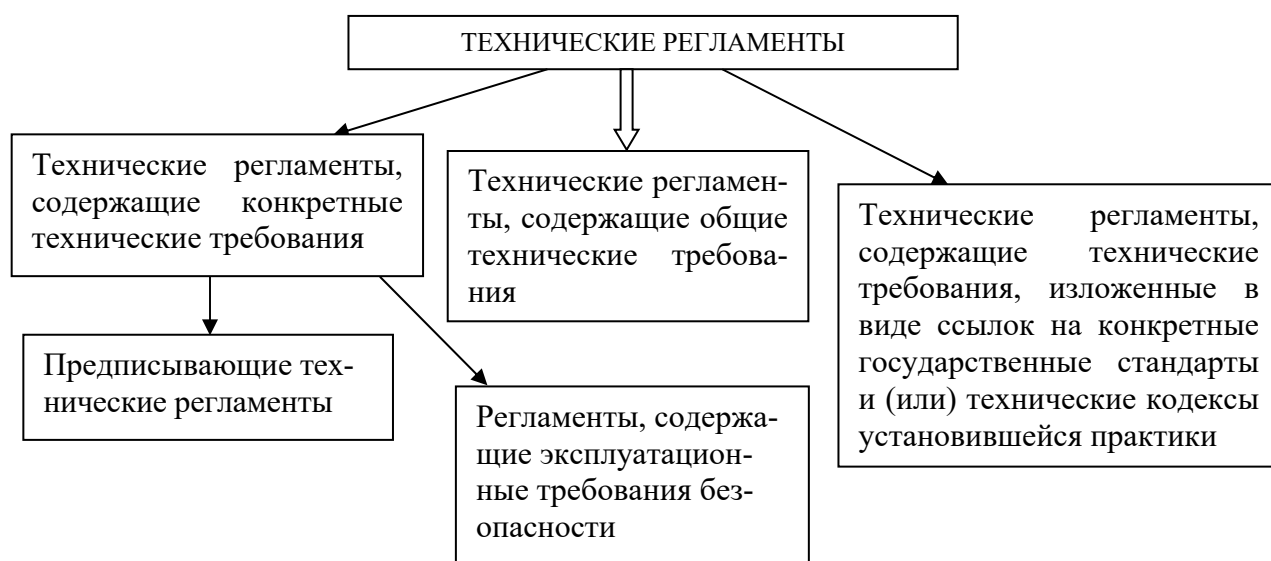 ТЕХНИЧЕСКИЕ РЕГЛАМЕНТЫ
Технические регламенты,
содержащие конкретные
технические требования
Технические регламен-
ты, содержащие общие
технические требова-
ния
Технические регламенты,
содержащие технические
требования, изложенные в
виде ссылок на конкретные
государственные стандарты
и (или) технические кодексы
установившейся практики
Предписывающие тех-
нические регламенты
Регламенты, содержа-
щие эксплуатацион-
ные требования без-
опасности